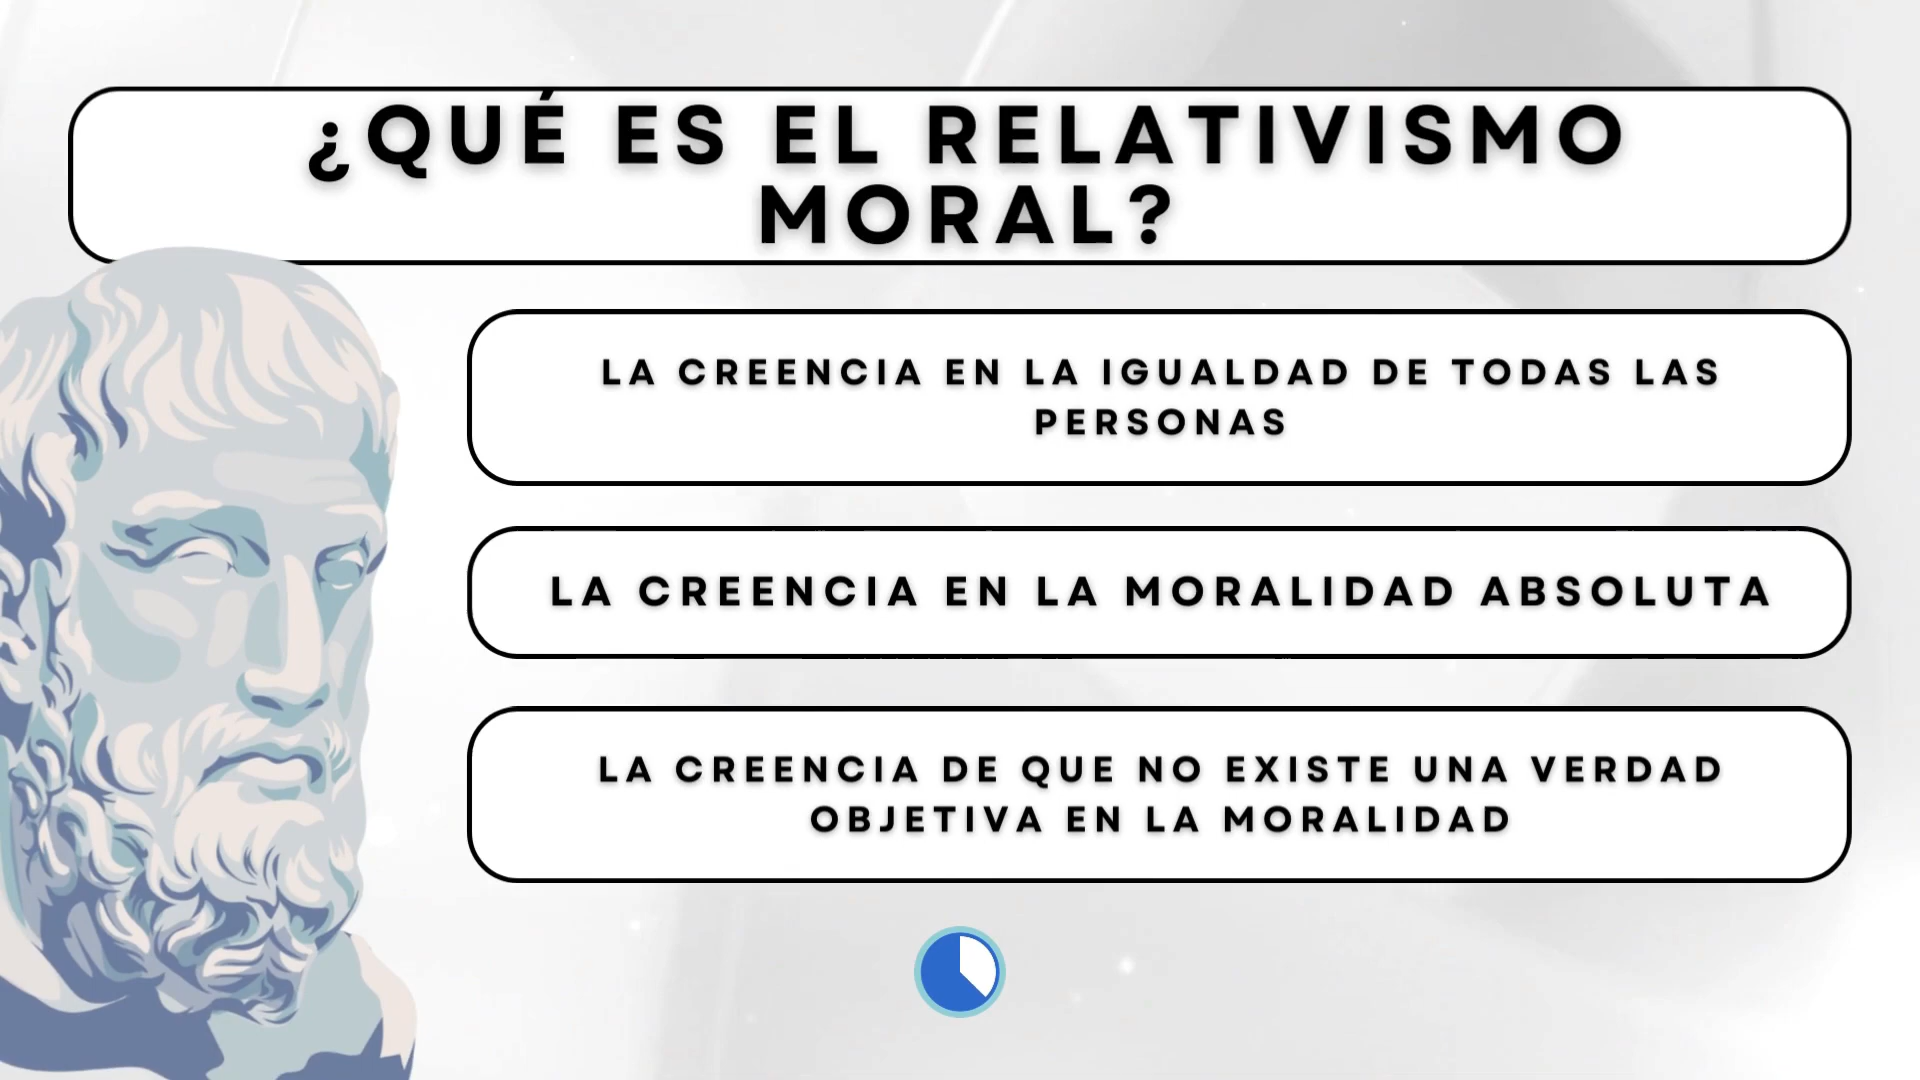 ¿QUÉ ES EL RELATIVISMO
MORAL?
LA CREENCIA EN LA IGUALDAD DE TODAS LAS
PERSONAS
LA CREENCIA EN LA MORALIDAD ABSOLUTA
LA CREENCIA DE QUE NO EXISTE UNA VERDAD
OBJETIVA EN LA MORALIDAD